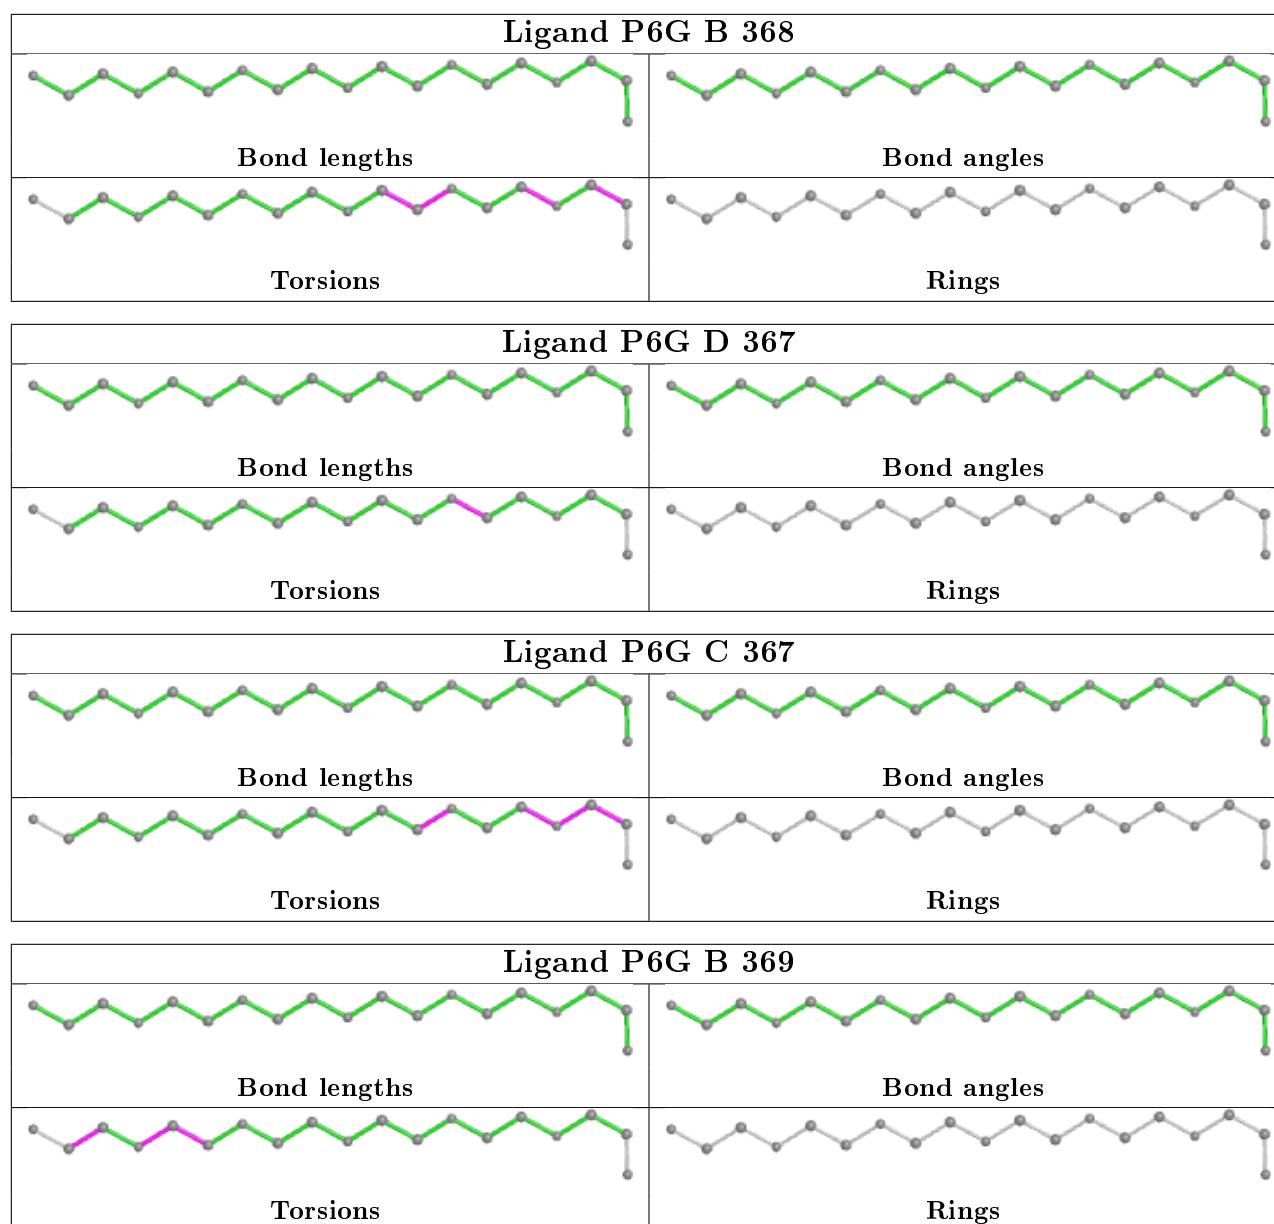 Ligand P6G B 368
Bond lengths
Bond angles
Torsions
Rings
Ligand P6G D 367
Bond lengths
Bond angles
Torsions
Rings
Ligand P6G C 367
Bond lengths
Bond angles
Torsions
Rings
Ligand P6G B 369
Bond lengths
Bond angles
Torsions
Rings